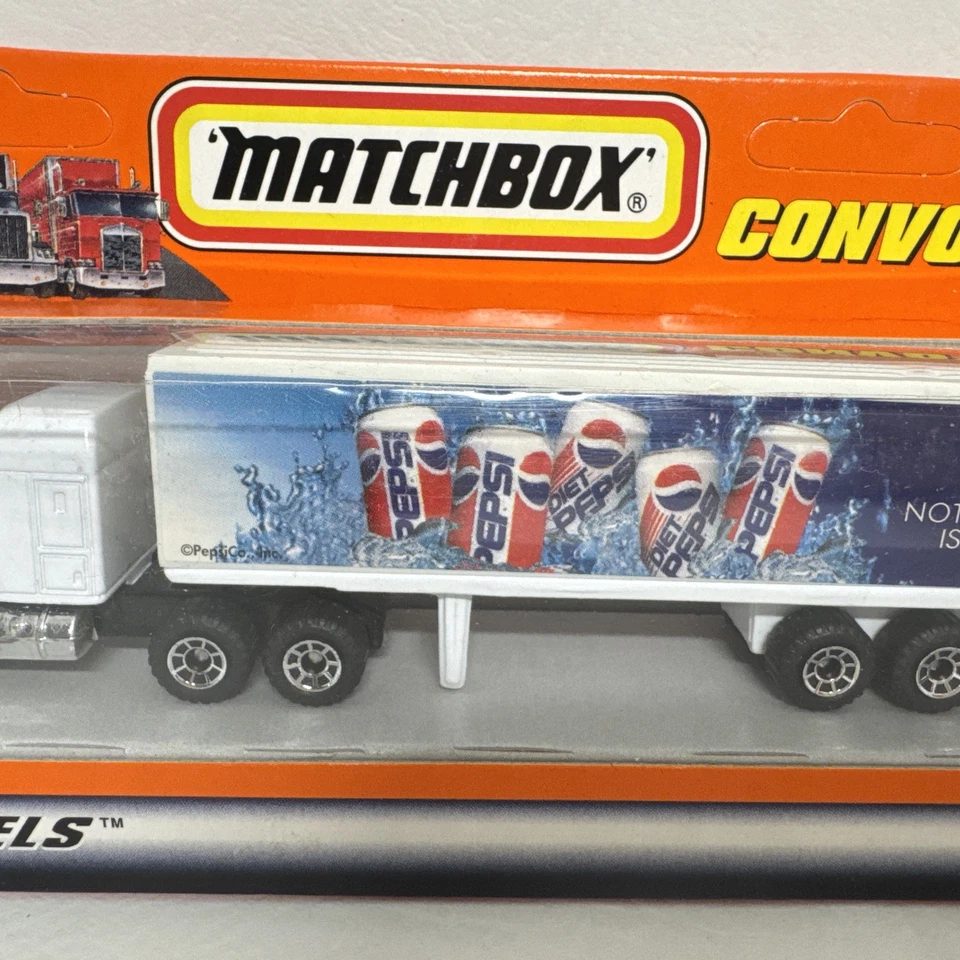 'MATCHBOX'®
CONVO
PEPSI
PEPSI
DIET
PEPSI
DIET
PEPSI
PEPSI
NOT
IS
©PepsiCo., Inc.
ELS™